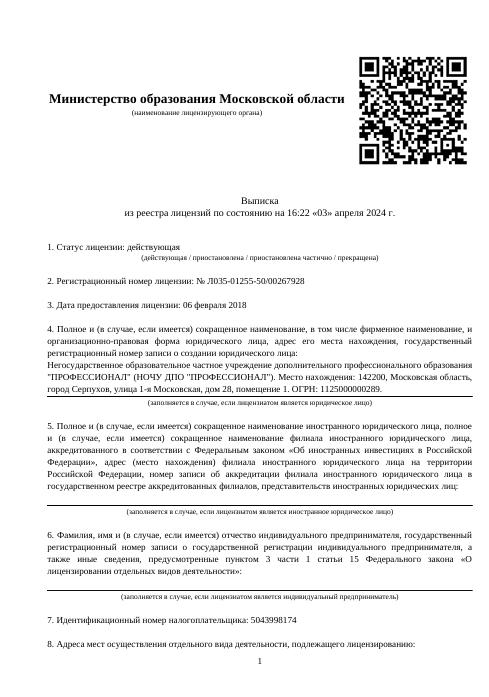 Министерство образования Московской области
(наименование лицензирующего органа)
Выписка
из реестра лицензий по состоянию на 16:22 «03» апреля 2024 г.
1. Статус лицензии: действующая
(действующая / приостановлена / приостановлена частично / прекращена)
2. Регистрационный номер лицензии: № Л035-01255-50/00267928
3. Дата предоставления лицензии: 06 февраля 2018
4. Полное и (в случае, если имеется) сокращенное наименование, в том числе фирменное наименование, и
организационно-правовая форма юридического лица, адрес его места нахождения, государственный
регистрационный номер записи о создании юридического лица:
Негосударственное образовательное частное учреждение дополнительного профессионального образования
"ПРОФЕССИОНАЛ" (НОЧУ ДПО "ПРОФЕССИОНАЛ"). Место нахождения: 142200, Московская область,
город Серпухов, улица 1-я Московская, дом 28, помещение 1. ОГРН: 1125000000289.
(заполняется в случае, если лицензиатом является юридическое лицо)
5. Полное и (в случае, если имеется) сокращенное наименование иностранного юридического лица, полное
и (в случае, если имеется) сокращенное наименование филиала иностранного юридического лица,
аккредитованного в соответствии с Федеральным законом «Об иностранных инвестициях в Российской
Федерации», адрес (место нахождения) филиала иностранного юридического лица на территории
Российской Федерации, номер записи об аккредитации филиала иностранного юридического лица в
государственном реестре аккредитованных филиалов, представительств иностранных юридических лиц:
(заполняется в случае, если лицензиатом является иностранное юридическое лицо)
6. Фамилия, имя и (в случае, если имеется) отчество индивидуального предпринимателя, государственный
регистрационный номер записи о государственной регистрации индивидуального предпринимателя, а
также иные сведения, предусмотренные пунктом 3 части 1 статьи 15 Федерального закона «О
лицензировании отдельных видов деятельности»:
(заполняется в случае, если лицензиатом является индивидуальный предприниматель)
7. Идентификационный номер налогоплательщика: 5043998174
8. Адреса мест осуществления отдельного вида деятельности, подлежащего лицензированию:
1